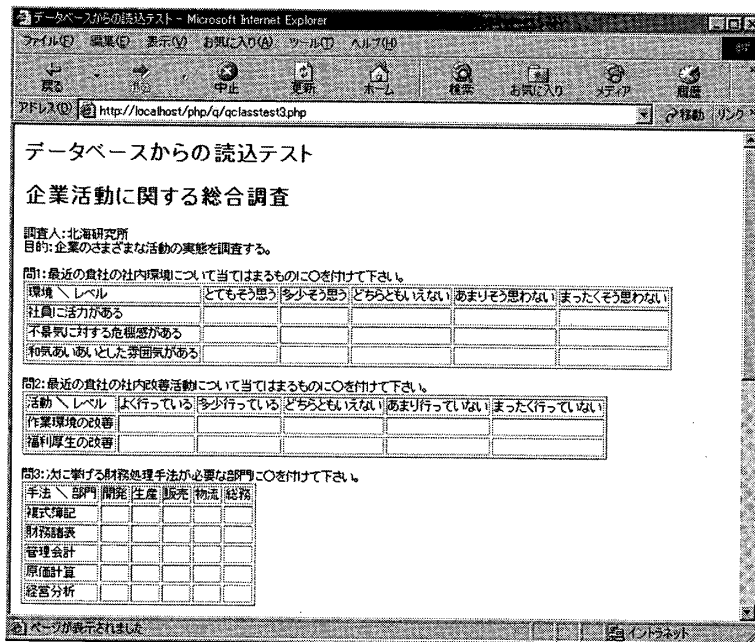 データベースからの読込テスト - Microsoft Internet Explorer
ファイル(F) 編集(E) 表示(V) お気に入り(A) ツール(T) ヘルプ(H)
戻る 中止 更新 ホーム 検索 お気に入り メディア 履歴
アドレス(D) http://localhost/php/q/qclasstest3.php 移動 リンク
データベースからの読込テスト
企業活動に関する総合調査
調査人:北海研究所
目的:企業のさまざまな活動の実態を調査する。
問1:最近の貴社の社内環境について当てはまるものに○を付けて下さい。
環境 \ レベル とてもそう思う 多少そう思う どちらともいえない あまりそう思わない まったくそう思わない
社員に活力がある
不景気に対する危機感がある
和気あいあいとした雰囲気がある
問2:最近の貴社の社内改善活動について当てはまるものに○を付けて下さい。
活動 \ レベル よく行っている 多少行っている どちらともいえない あまり行っていない まったく行っていない
作業環境の改善
福利厚生の改善
問3:次に挙げる財務処理手法が必要な部門に○を付けて下さい。
手法 \ 部門 開発 生産 販売 物流 総務
複式簿記
財務諸表
管理会計
原価計算
経営分析
ページが表示されました イントラネット